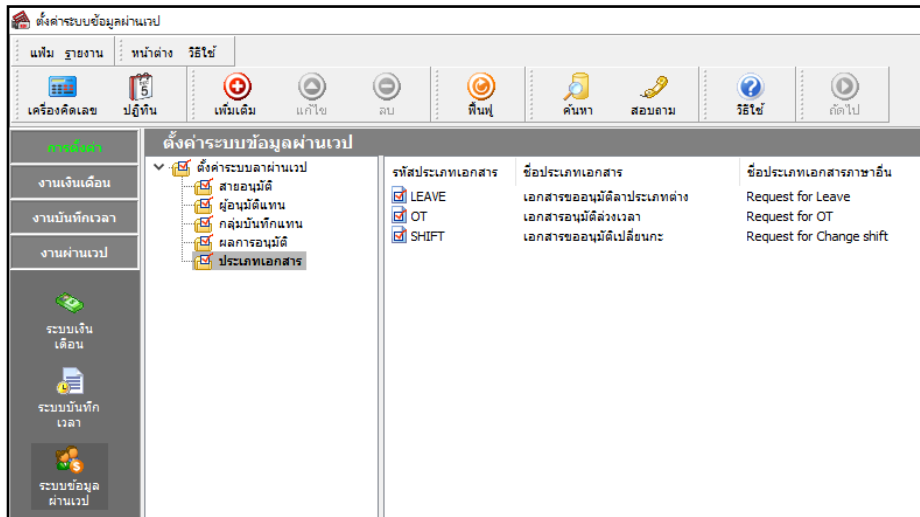 ตั้งค่าระบบข้อมูลผ่านเวป
แฟ้ม รายงาน หน้าต่าง วิธีใช้
5
เครื่องคิดเลข ปฏิทิน เพิ่มเติม แก้ไข ลบ ฟื้นฟู ค้นหา สอบถาม วิธีใช้ ถัดไป
การตั้งค่า
งานเงินเดือน
งานบันทึกเวลา
งานผ่านเวป
ระบบเงิน
เดือน
ระบบบันทึก
เวลา
ระบบข้อมูล
ผ่านเวป
ตั้งค่าระบบข้อมูลผ่านเวป
ตั้งค่าระบบลาผ่านเวป
สายอนุมัติ
ผู้อนุมัติแทน
กลุ่มบันทึกแทน
ผลการอนุมัติ
ประเภทเอกสาร
รหัสประเภทเอกสาร ชื่อประเภทเอกสาร ชื่อประเภทเอกสารภาษาอื่น
LEAVE เอกสารขออนุมัติลาประเภทต่าง Request for Leave
OT เอกสารอนุมัติล่วงเวลา Request for OT
SHIFT เอกสารขออนุมัติเปลี่ยนกะ Request for Change shift